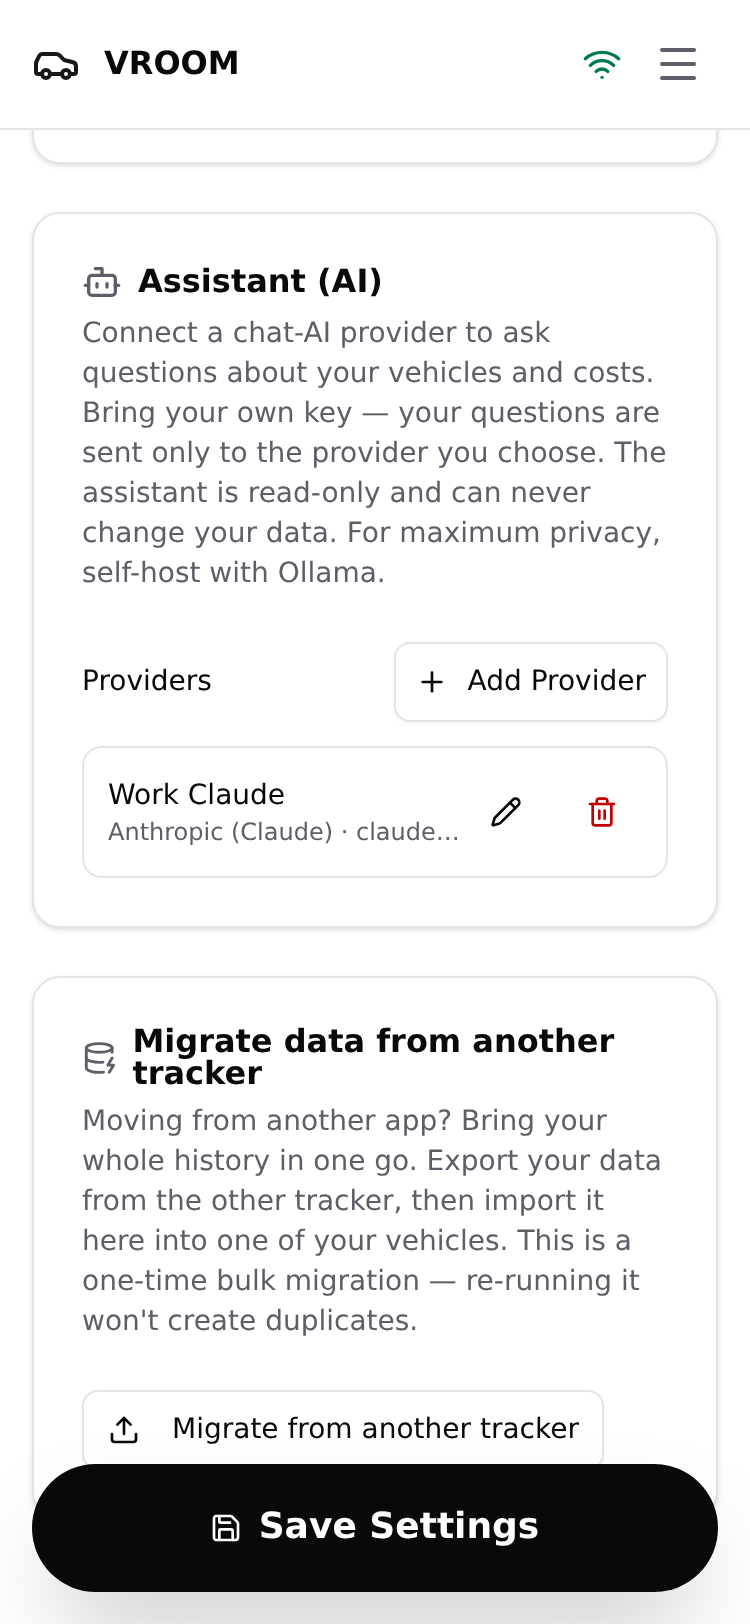 VROOM
Assistant (AI)
Connect a chat-AI provider to ask
questions about your vehicles and costs.
Bring your own key — your questions are
sent only to the provider you choose. The
assistant is read-only and can never
change your data. For maximum privacy,
self-host with Ollama.
Providers
Add Provider
Work Claude
Anthropic (Claude) · claude...
Migrate data from another
tracker
Moving from another app? Bring your
whole history in one go. Export your data
from the other tracker, then import it
here into one of your vehicles. This is a
one-time bulk migration — re-running it
won't create duplicates.
Migrate from another tracker
Save Settings